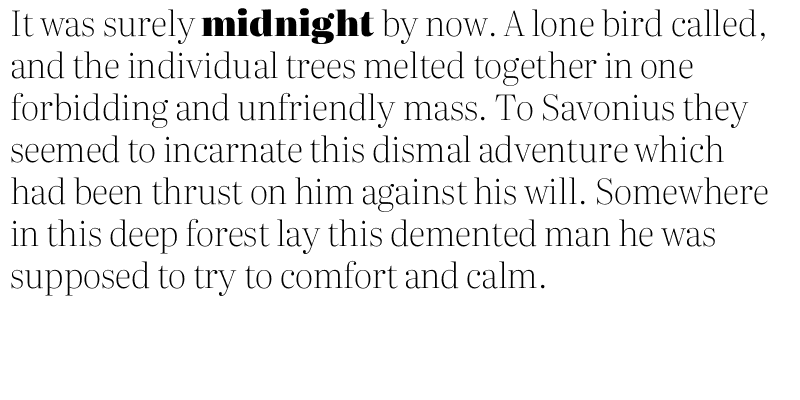 It was surely midnight by now. A lone bird called,
and the individual trees melted together in one
forbidding and unfriendly mass. To Savonius they
seemed to incarnate this dismal adventure which
had been thrust on him against his will. Somewhere
in this deep forest lay this demented man he was
supposed to try to comfort and calm.